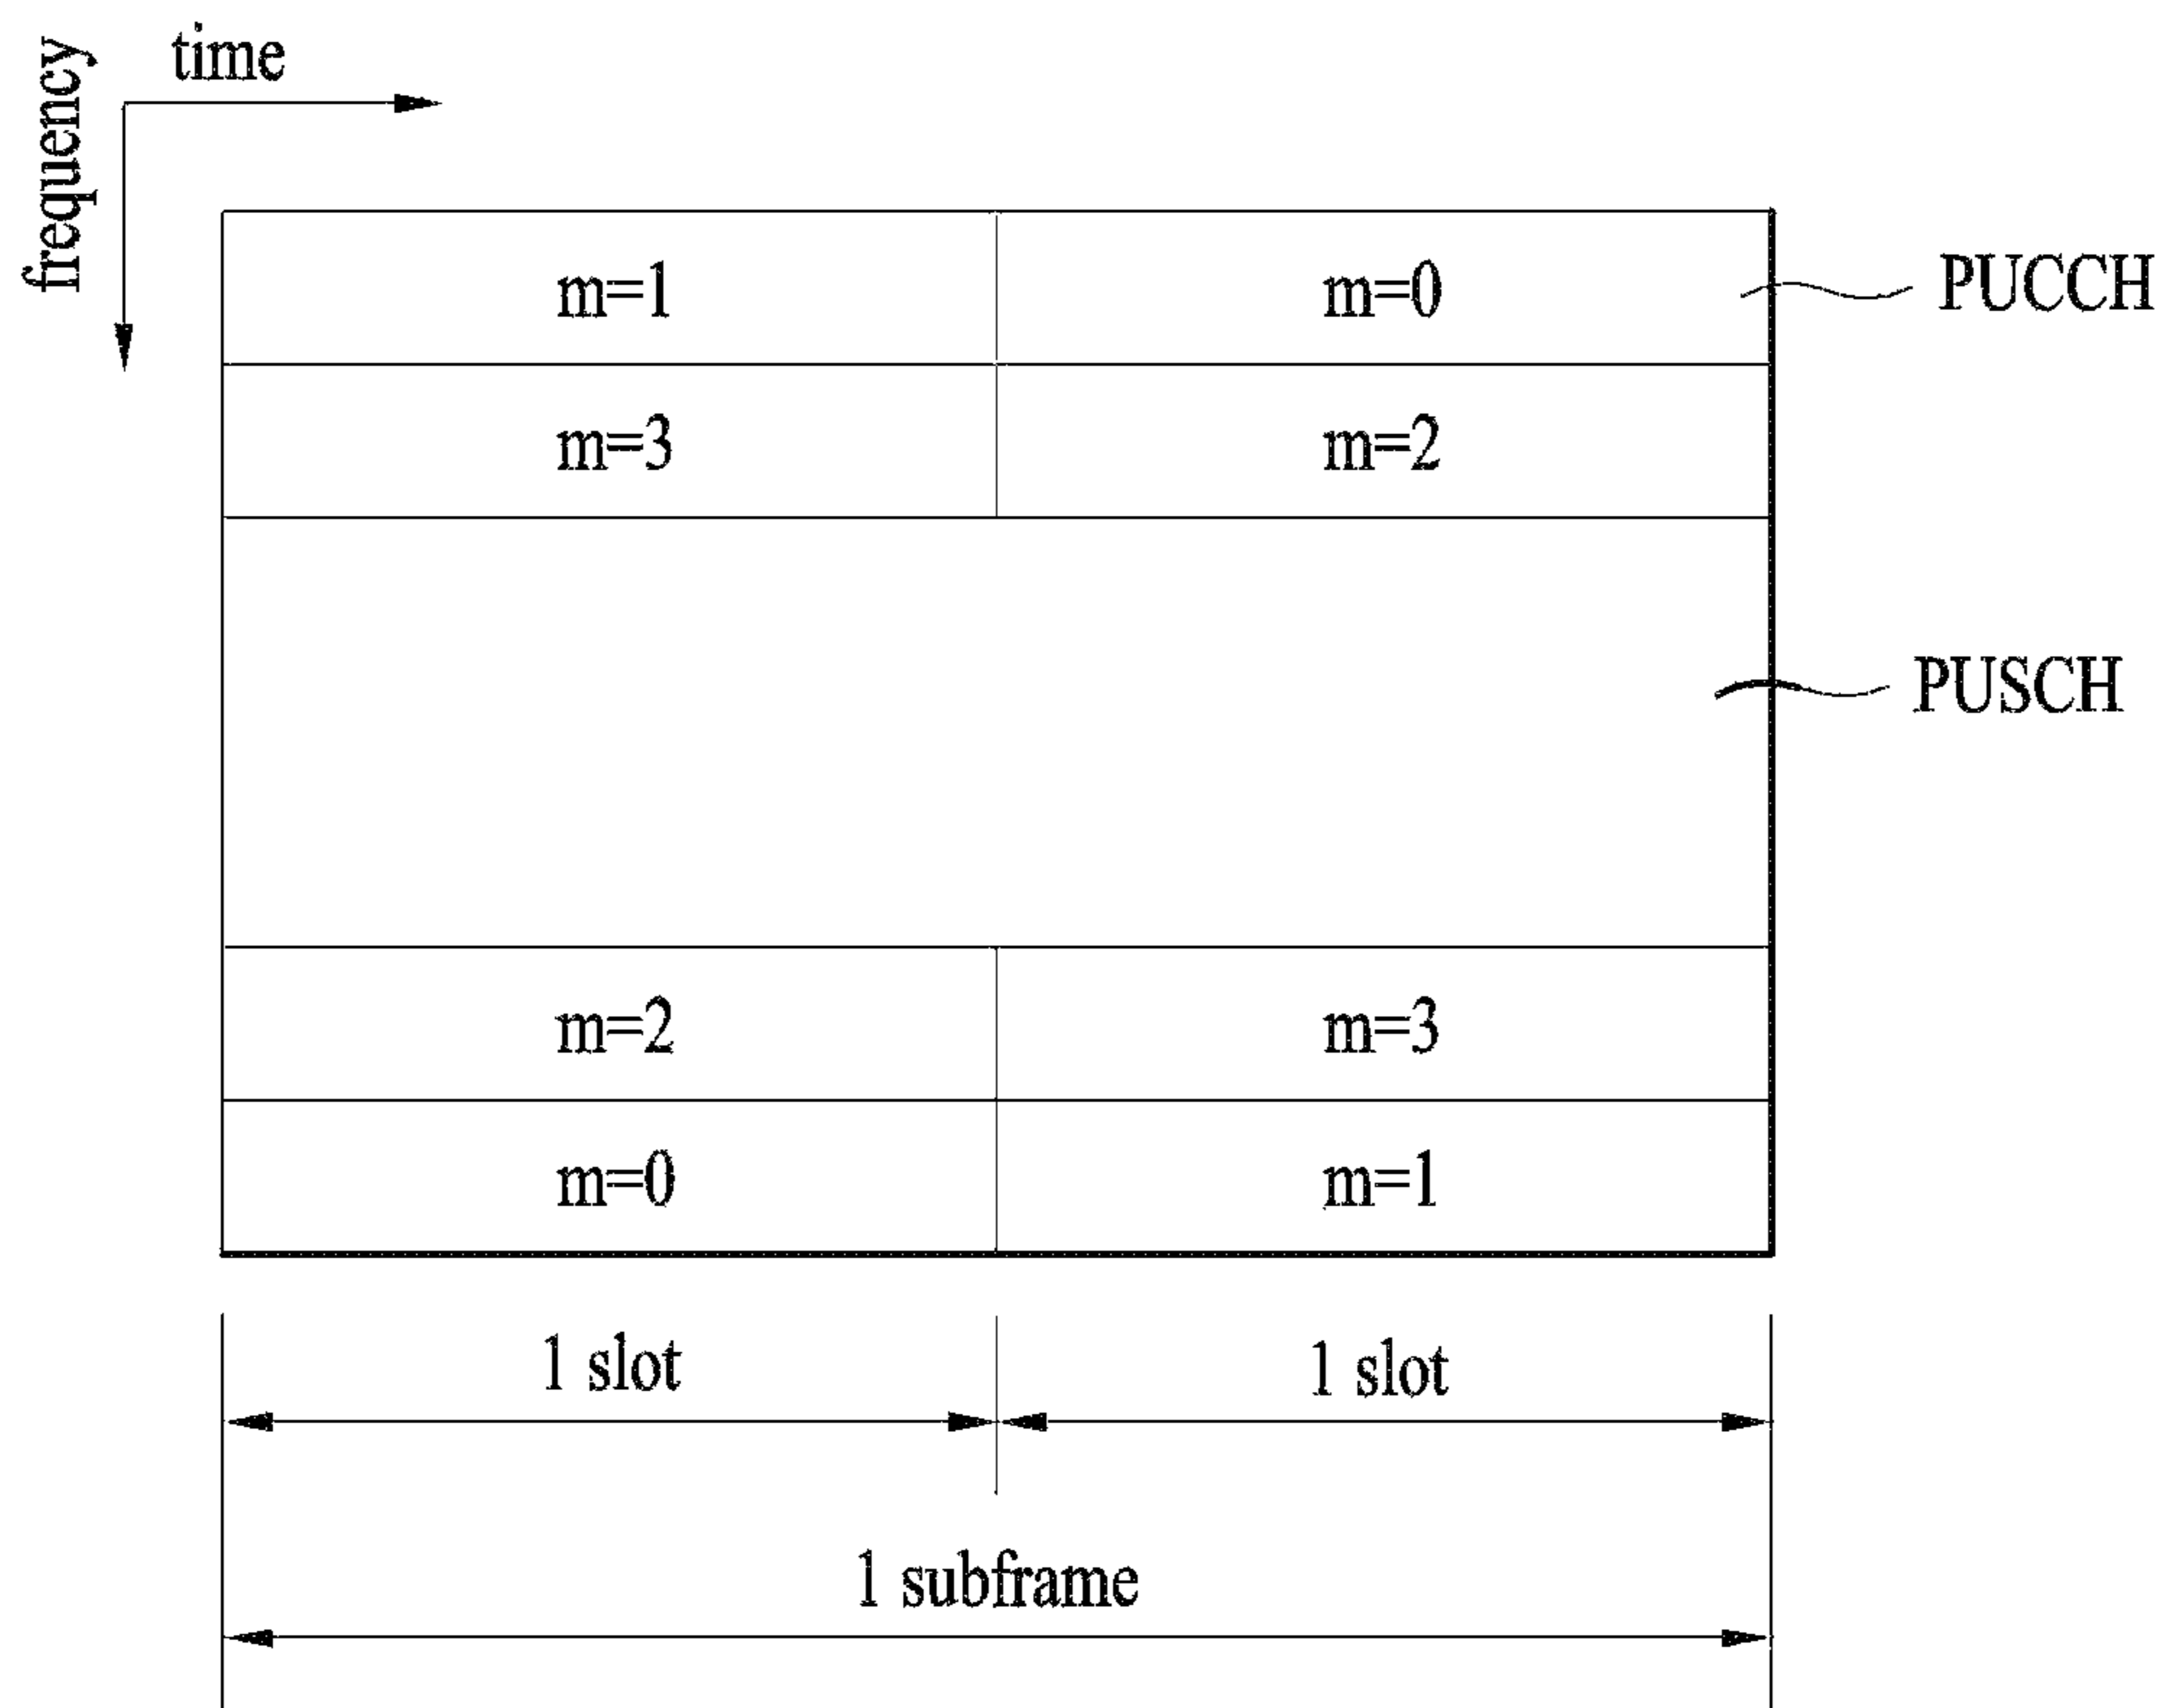 time
frequency
m=1 m=0 PUCCH
m=3 m=2
PUSCH
m=2 m=3
m=0 m=1
1 slot 1 slot
1 subframe